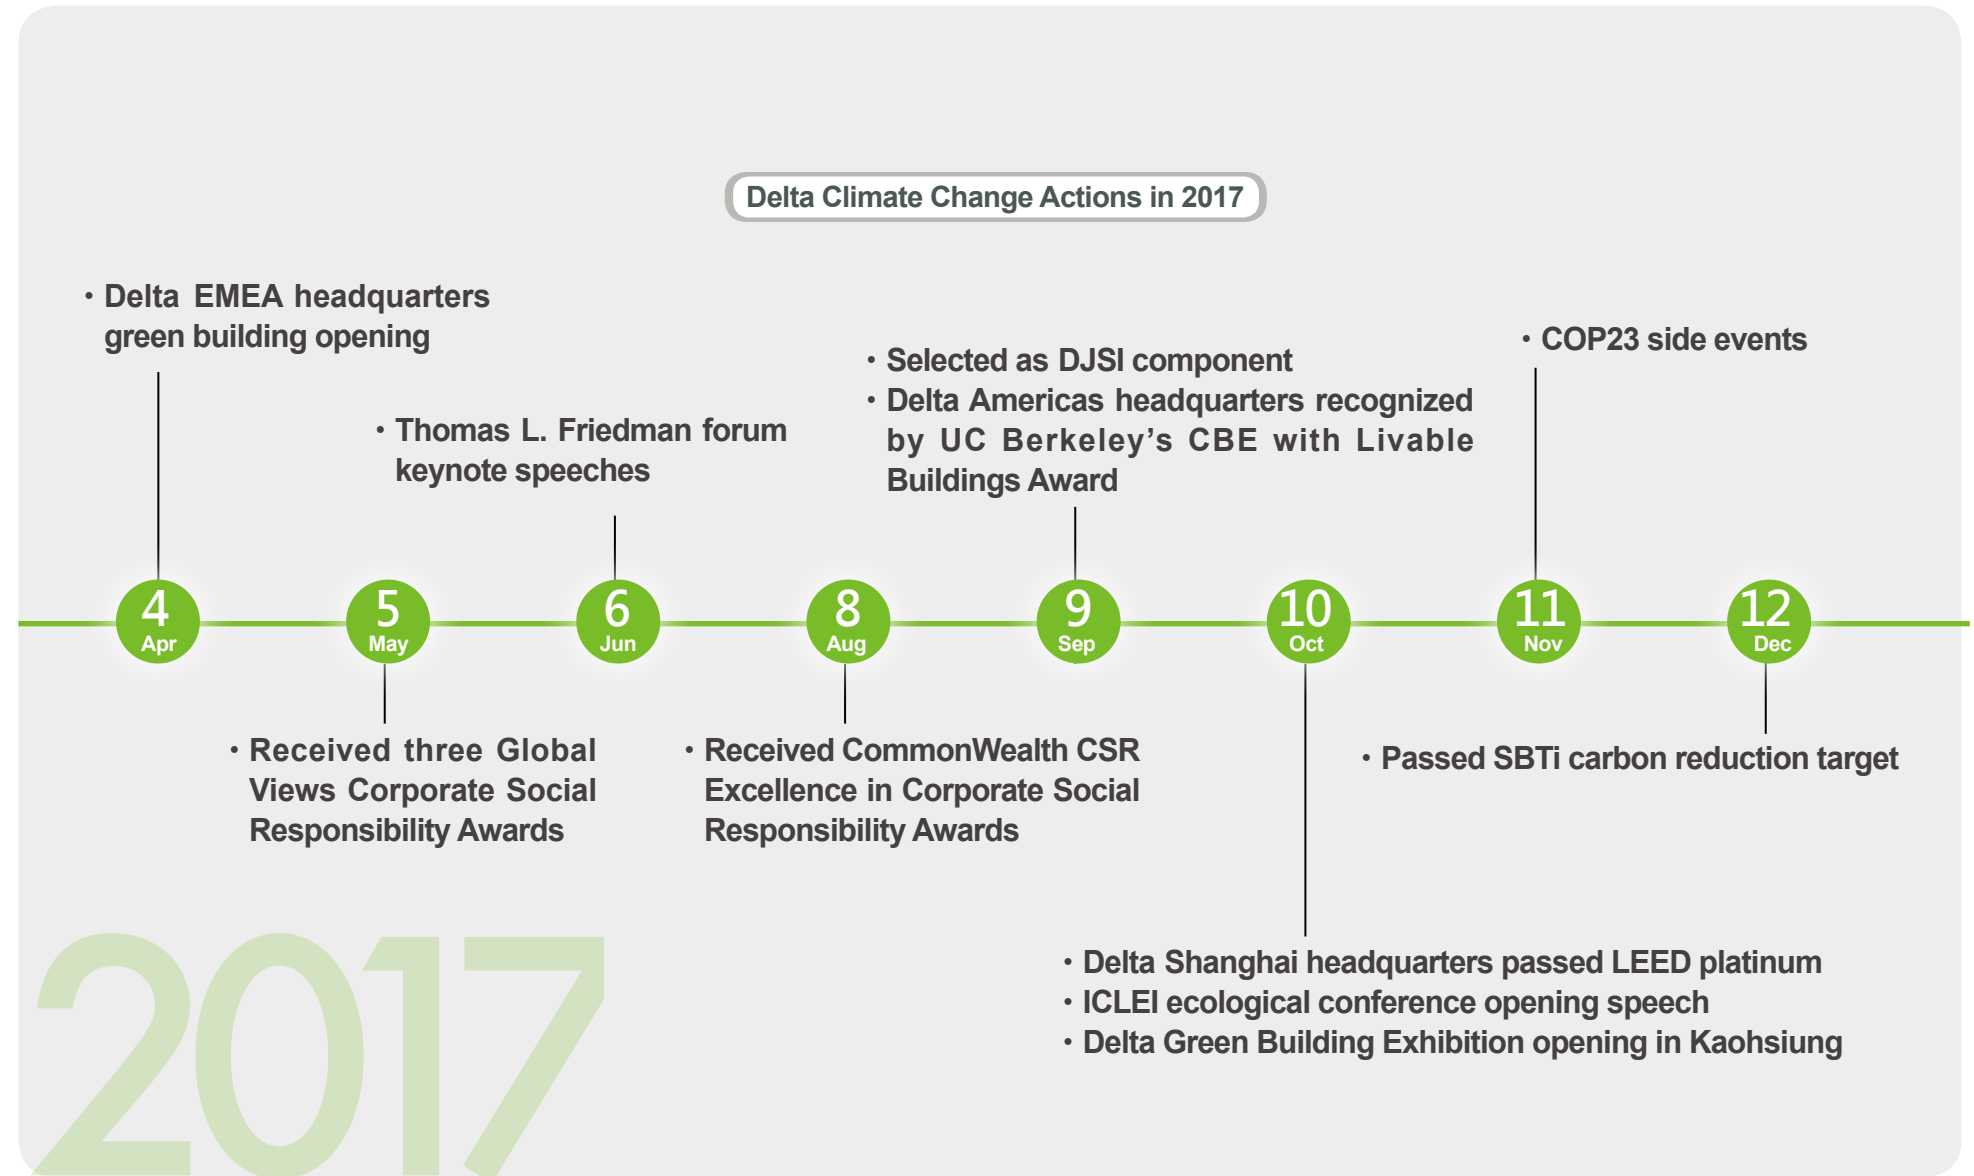 Delta Climate Change Actions in 2017
・Delta EMEA headquarters
green building opening
・Thomas L. Friedman forum
keynote speeches
・Selected as DJSI component
・Delta Americas headquarters recognized
by UC Berkeley’s CBE with Livable
Buildings Award
・COP23 side events
4
Apr
5
May
6
Jun
8
Aug
9
Sep
10
Oct
11
Nov
12
Dec
・Received three Global
Views Corporate Social
Responsibility Awards
・Received CommonWealth CSR
Excellence in Corporate Social
Responsibility Awards
・Passed SBTi carbon reduction target
・Delta Shanghai headquarters passed LEED platinum
・ICLEI ecological conference opening speech
・Delta Green Building Exhibition opening in Kaohsiung
2017